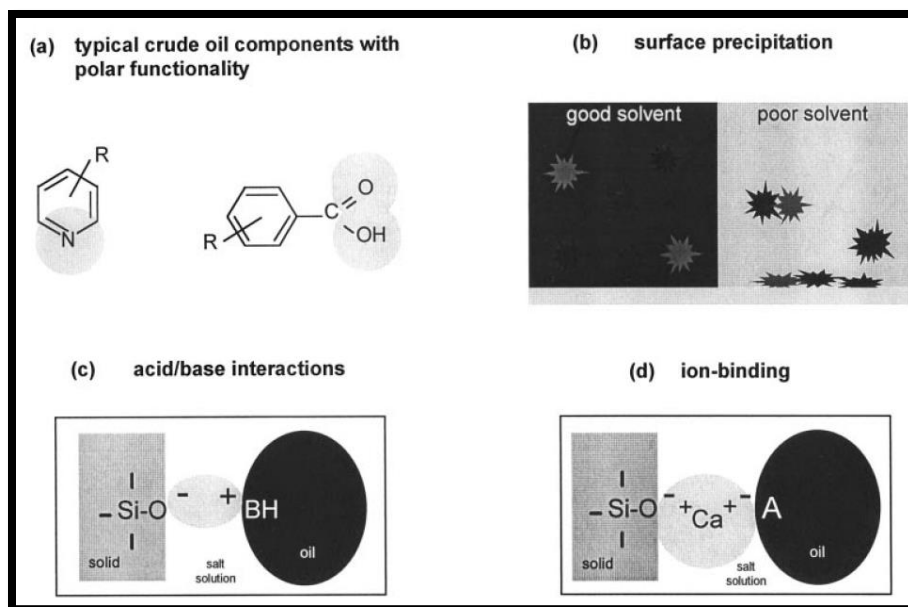 (a) typical crude oil components with
polar functionality
R
N
R
C
O
OH
(b) surface precipitation
good solvent
poor solvent
(c) acid/base interactions
Si-O
- +
BH
solid
salt
solution
oil
(d) ion-binding
Si-O
- +Ca+ -
A
solid
salt
solution
oil